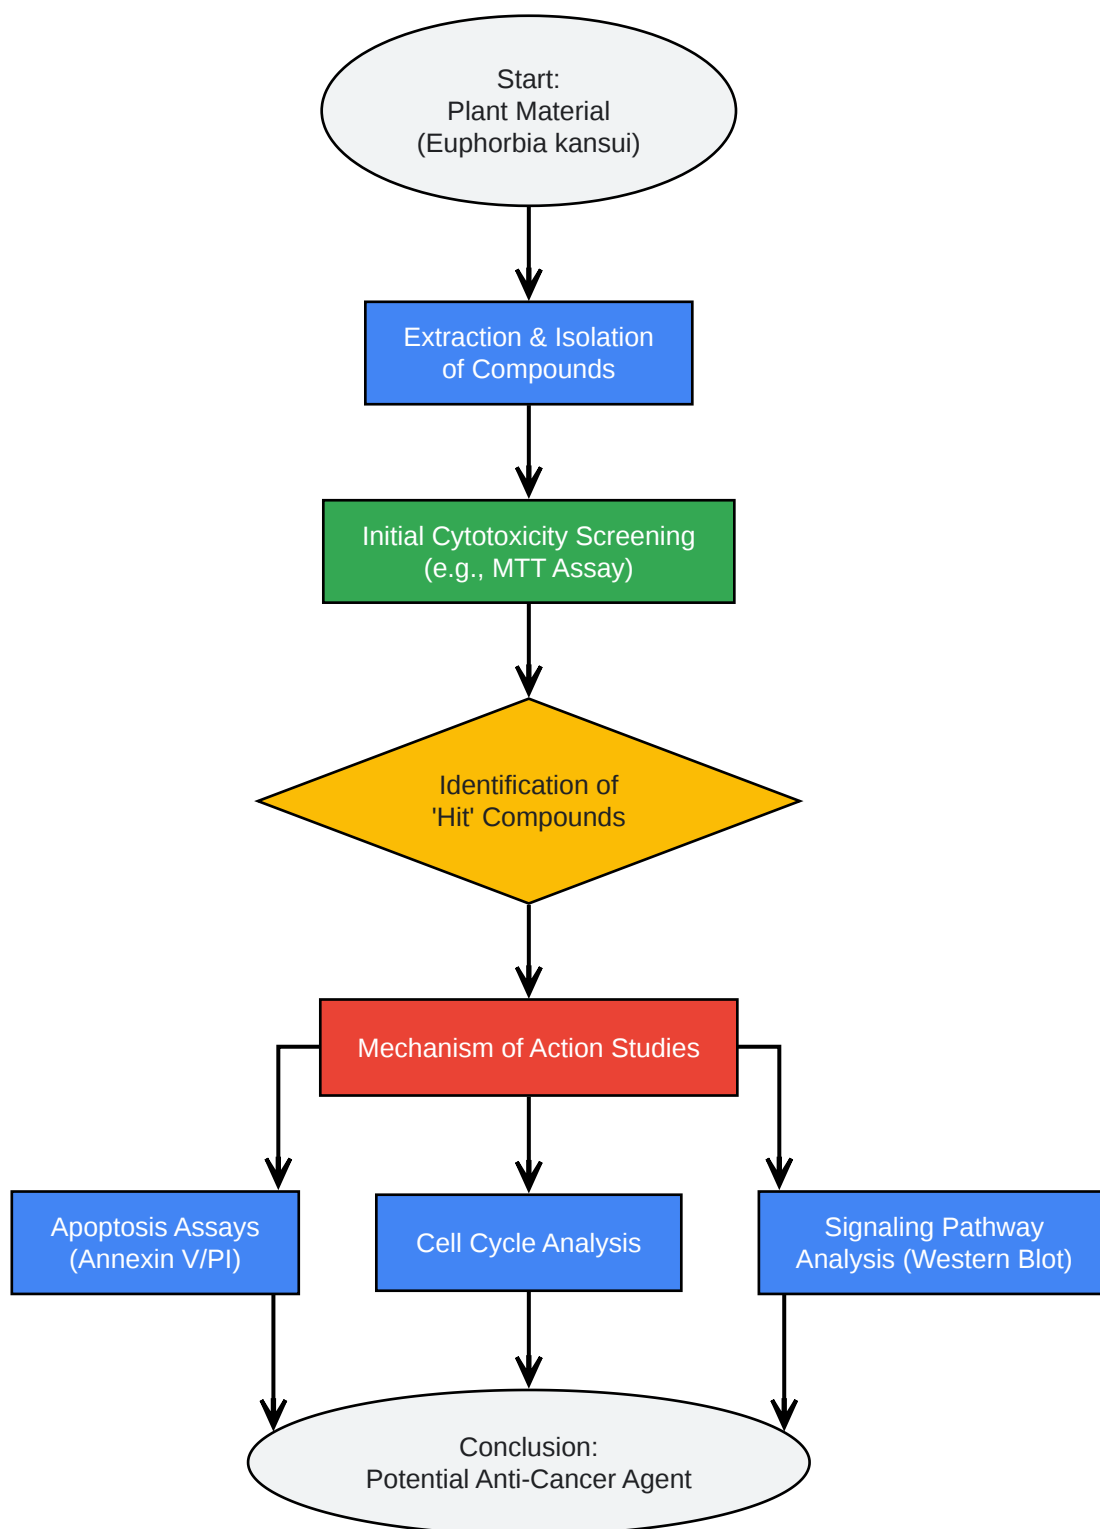 Start:
Plant Material
(Euphorbia kansui)
Extraction & Isolation
of Compounds
Initial Cytotoxicity Screening
(e.g., MTT Assay)
Identification of
'Hit' Compounds
Mechanism of Action Studies
Apoptosis Assays
(Annexin V/PI)
Cell Cycle Analysis
Signaling Pathway
Analysis (Western Blot)
Conclusion:
Potential Anti-Cancer Agent